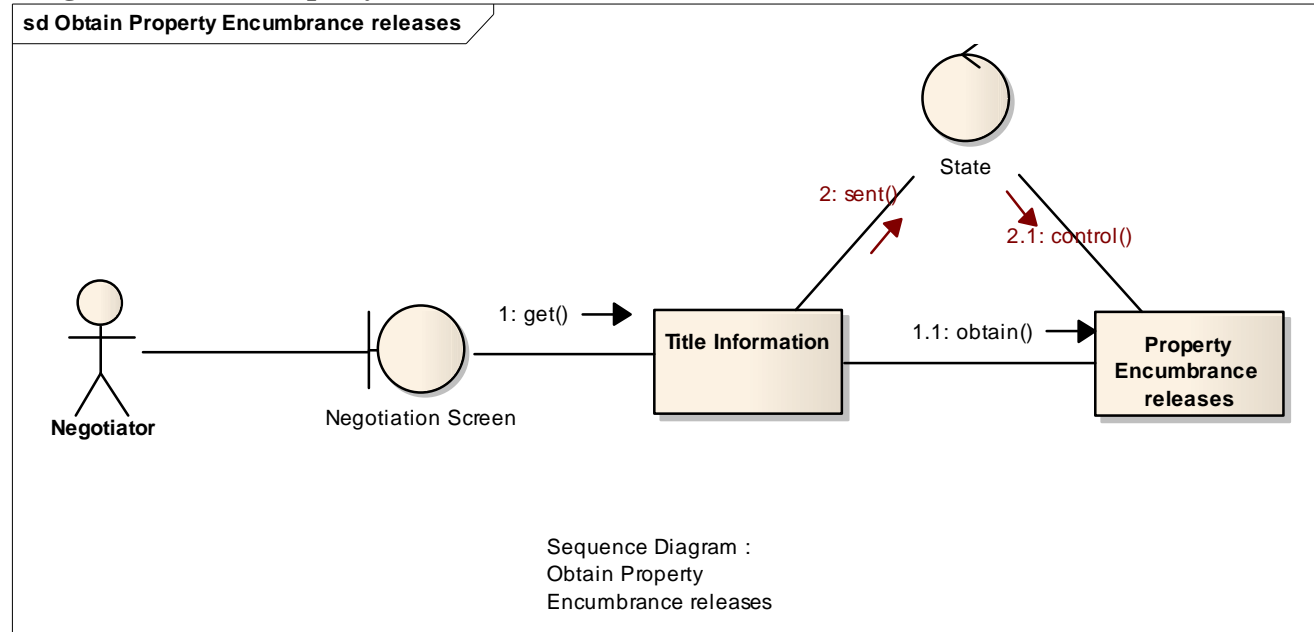 sd Obtain Property Encumbrance releases
State
2: sent()
2.1: control()
1: get()
Title Information
1.1: obtain()
Property
Encumbrance
releases
Negotiation Screen
Negotiator
Sequence Diagram :
Obtain Property
Encumbrance releases